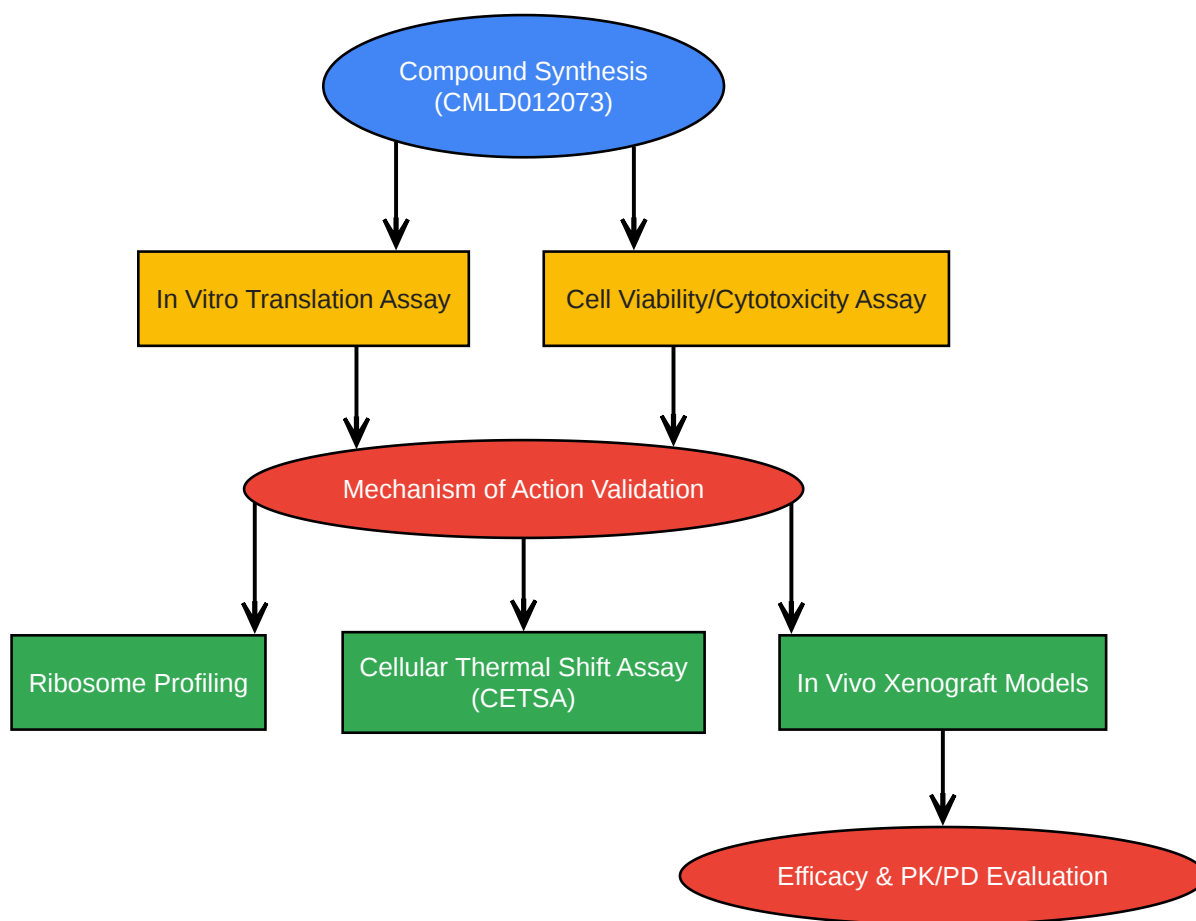 Compound Synthesis
(CMLD012073)
In Vitro Translation Assay
Cell Viability/Cytotoxicity Assay
Mechanism of Action Validation
Ribosome Profiling
Cellular Thermal Shift Assay
(CETSA)
In Vivo Xenograft Models
Efficacy & PK/PD Evaluation